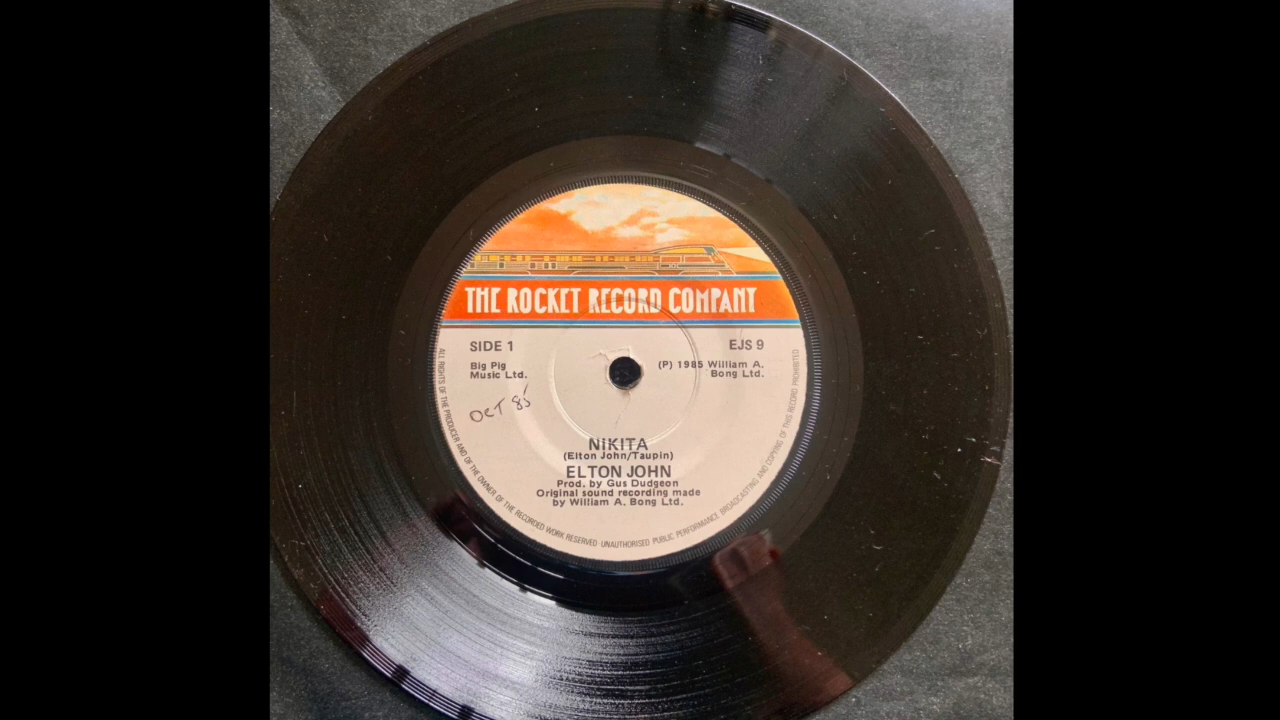 THE ROCKET RECORD COMPANY
SIDE 1
EJS 9
Big Pig
Music Ltd.
(P) 1985 William A.
Bong Ltd.
OCT 85
NIKITA
(Elton John/Taupin)
ELTON JOHN
Prod. by Gus Dudgeon
Original sound recording made
by William A. Bong Ltd.
ALL RIGHTS OF THE PRODUCER AND OF THE OWNER OF THE RECORDED WORK RESERVED · UNAUTHORISED PUBLIC PERFORMANCE BROADCASTING AND COPYING OF THIS RECORD PROHIBITED